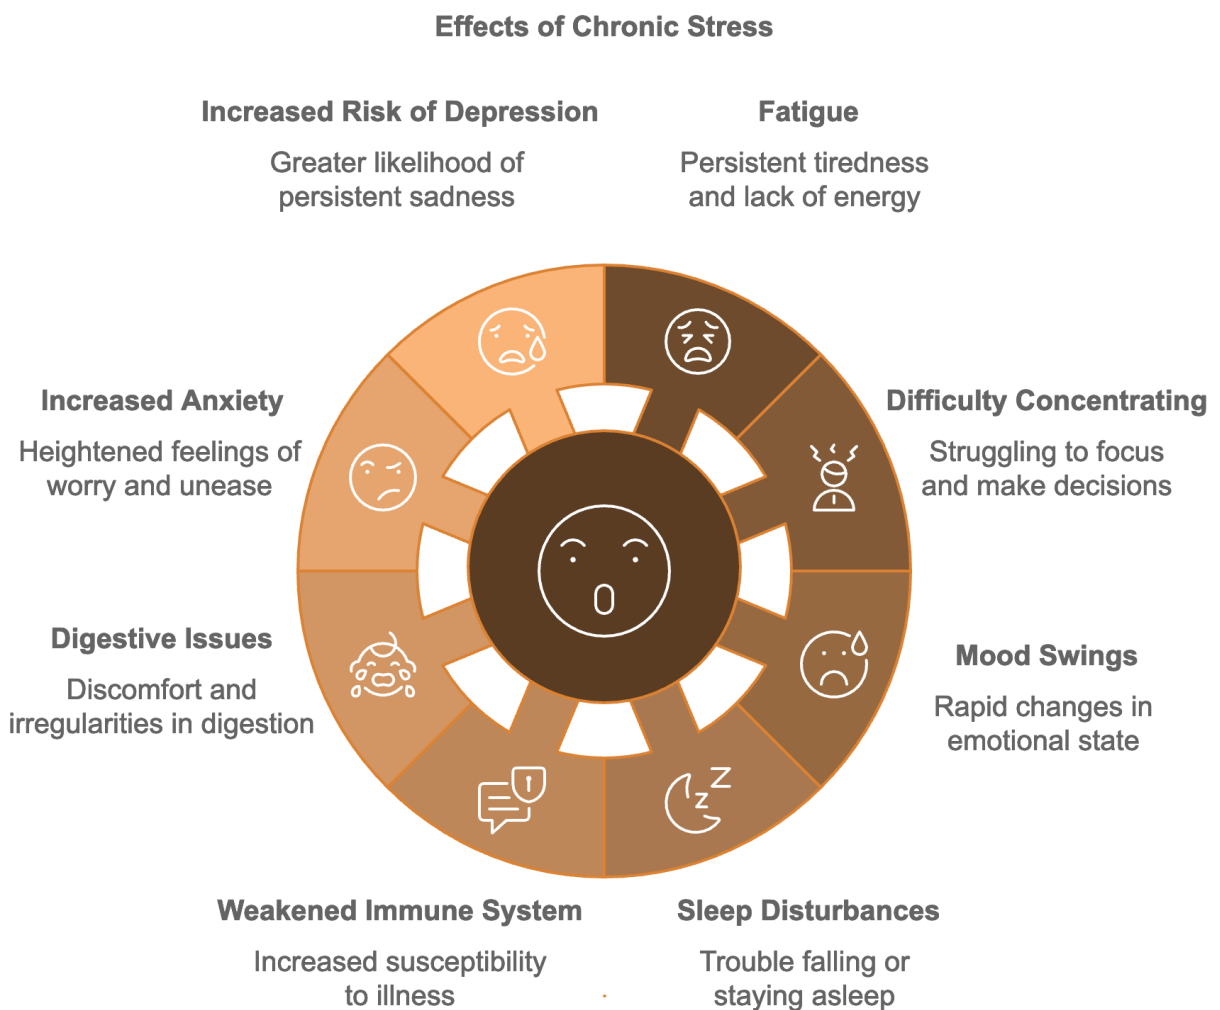 Effects of Chronic Stress
Increased Risk of Depression
Greater likelihood of
persistent sadness
Fatigue
Persistent tiredness
and lack of energy
Increased Anxiety
Heightened feelings of
worry and unease
Difficulty Concentrating
Struggling to focus
and make decisions
Digestive Issues
Discomfort and
irregularities in digestion
Mood Swings
Rapid changes in
emotional state
z Z
Weakened Immune System
Increased susceptibility
to illness
Sleep Disturbances
Trouble falling or
staying asleep